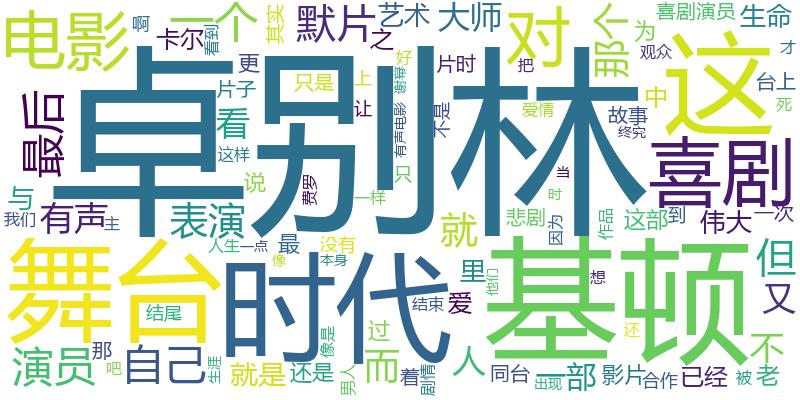 电影
一个
其实
看到
默片
之
艺术
大师
对
那个
喜剧演员
生命
为
观众
才
卡尔
更
片子
只是
上
好
谢幕
片时
把
台上
死
卓别林
这
最后
看
让
有声电影
不是
爱情
中
故事
终究
喜剧
这样
说
费罗
一样
只
当
时
与
我们
有声
主
表演
人生
一点
最
没有
像
本身
就
里
悲剧
因为
作品
这部
到
伟大
一次
舞台
时代
基顿
但
又
结尾
结束
爱
他们
想
还
演员
那
吧
自己
生涯
就是
还是
像是
男人
过
而
着
剧情
人
同台
一部
出现
影片
合作
已经
被
不
老